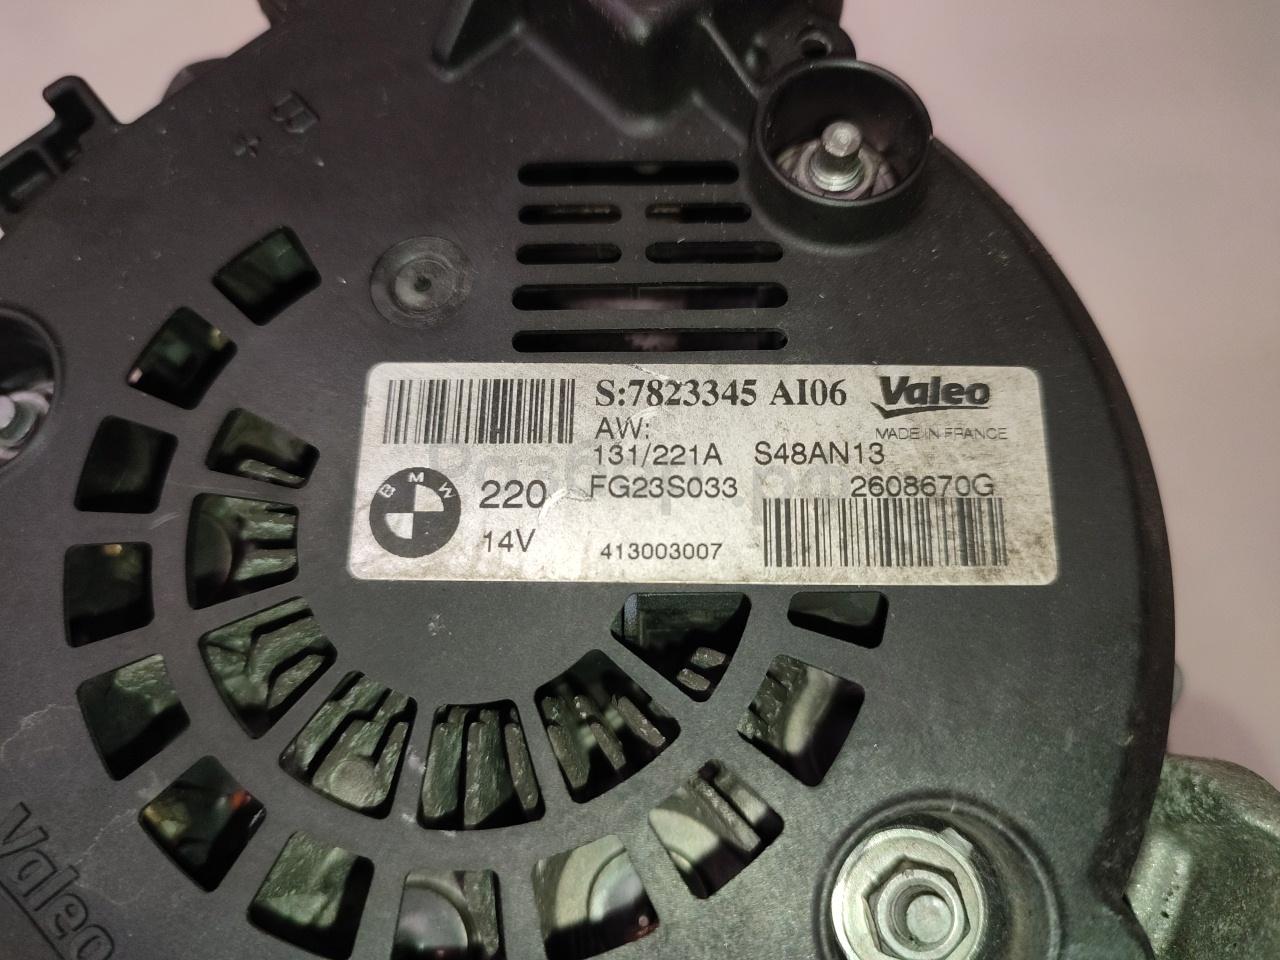 S:7823345 AI06 Valeo
AW: MADE IN FRANCE
131/221A S48AN13
BMW 220 FG23S033 2608670G
14V 413003007
Valeo